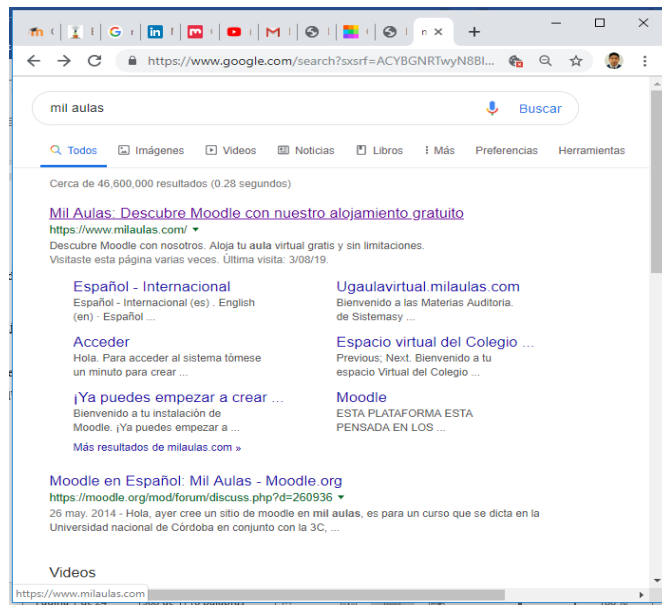 https://www.google.com/search?sxsrf=ACYBGNRTwyN8BI...
mil aulas
Buscar
Todos Imágenes Videos Noticias Libros Más Preferencias Herramientas
Cerca de 46,600,000 resultados (0.28 segundos)
Mil Aulas: Descubre Moodle con nuestro alojamiento gratuito
https://www.milaulas.com/
Descubre Moodle con nosotros. Aloja tu aula virtual gratis y sin limitaciones.
Visitaste esta página varias veces. Última visita: 3/08/19.
Español - Internacional
Español - Internacional (es) . English
(en) - Español ...
Ugaulavirtual.milaulas.com
Bienvenido a las Materias Auditoria.
de Sistemasy ...
Acceder
Hola. Para acceder al sistema tómese
un minuto para crear ...
Espacio virtual del Colegio ...
Previous; Next. Bienvenido a tu
espacio Virtual del Colegio ...
¡Ya puedes empezar a crear ...
Bienvenido a tu instalación de
Moodle. ¡Ya puedes empezar a ...
Moodle
ESTA PLATAFORMA ESTA
PENSADA EN LOS ...
Más resultados de milaulas.com »
Moodle en Español: Mil Aulas - Moodle.org
https://moodle.org/mod/forum/discuss.php?d=260936
26 may. 2014 - Hola, ayer cree un sitio de moodle en mil aulas, es para un curso que se dicta en la
Universidad nacional de Córdoba en conjunto con la 3C, ...
Videos
https://www.milaulas.com